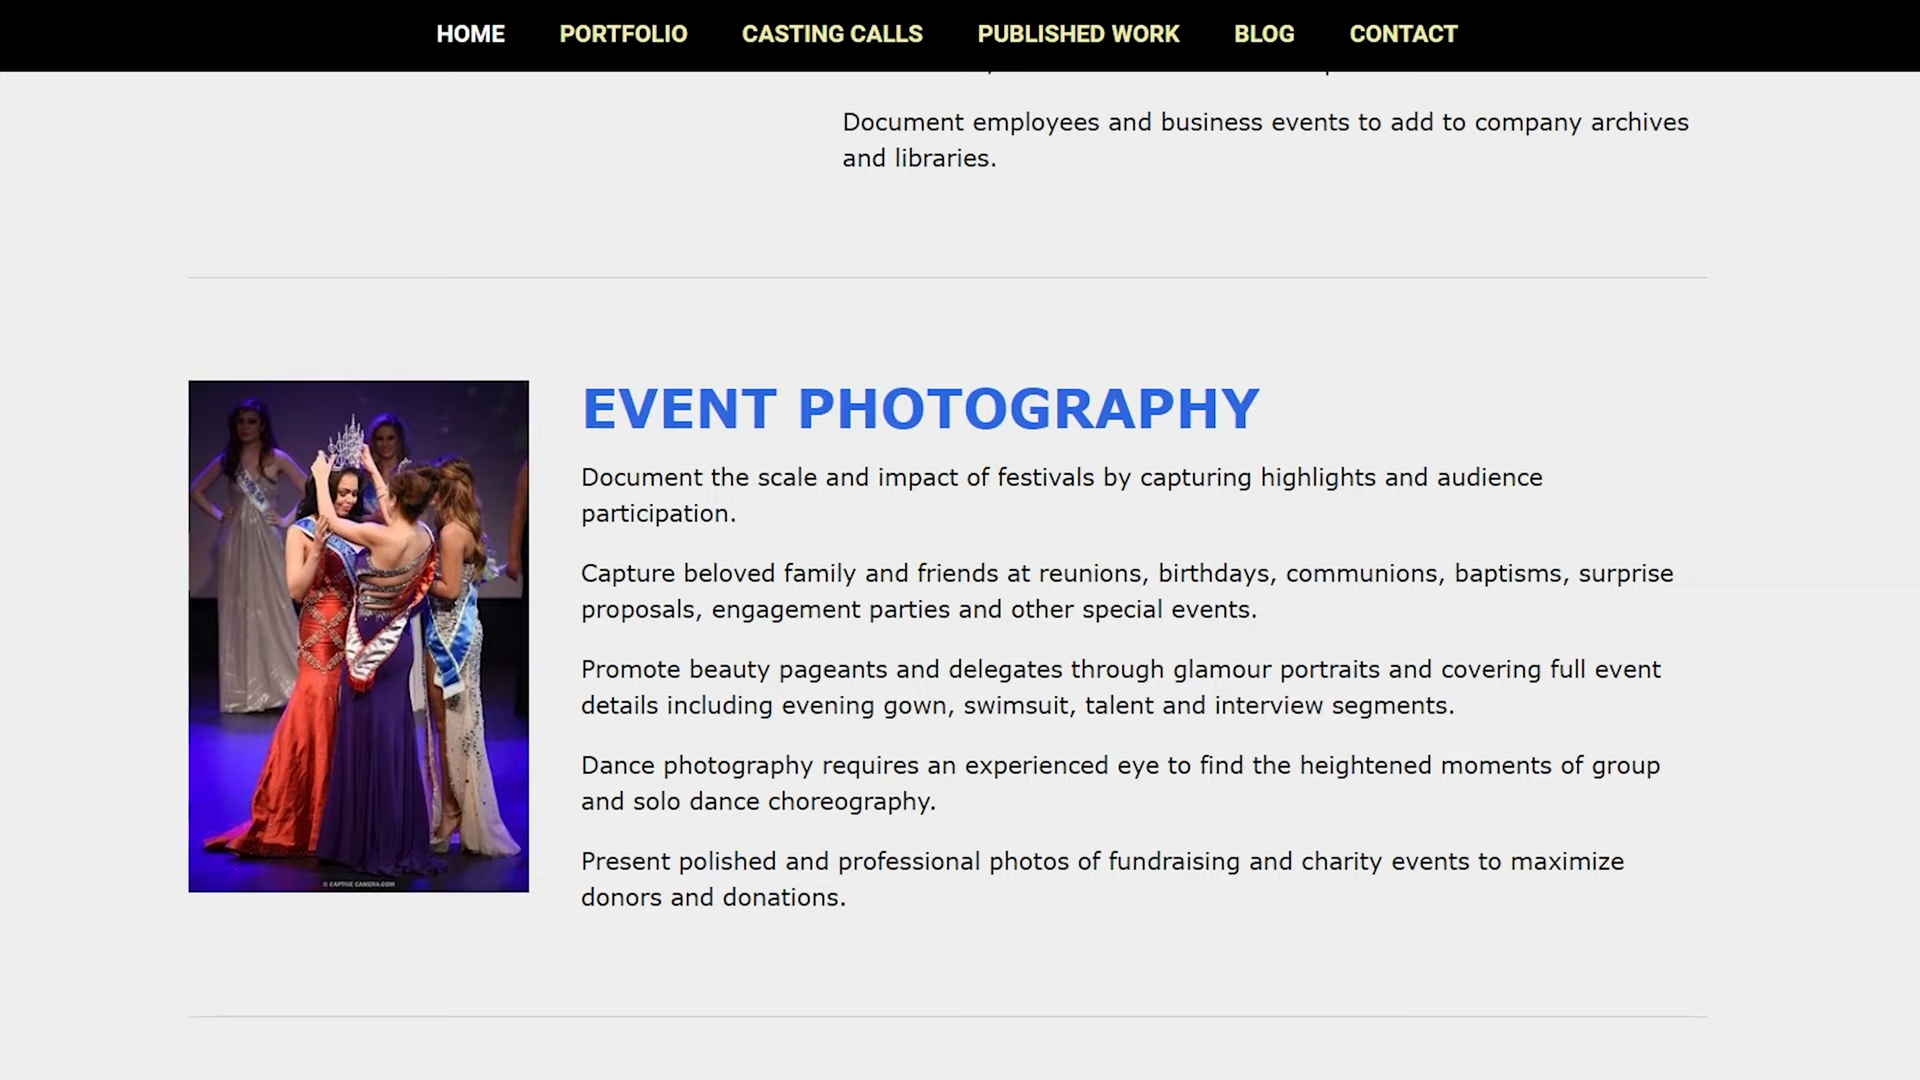 HOME PORTFOLIO CASTING CALLS PUBLISHED WORK BLOG CONTACT
Document employees and business events to add to company archives
and libraries.
EVENT PHOTOGRAPHY
Document the scale and impact of festivals by capturing highlights and audience
participation.
Capture beloved family and friends at reunions, birthdays, communions, baptisms, surprise
proposals, engagement parties and other special events.
Promote beauty pageants and delegates through glamour portraits and covering full event
details including evening gown, swimsuit, talent and interview segments.
Dance photography requires an experienced eye to find the heightened moments of group
and solo dance choreography.
Present polished and professional photos of fundraising and charity events to maximize
donors and donations.
© CAPTIVE CAMERA.COM